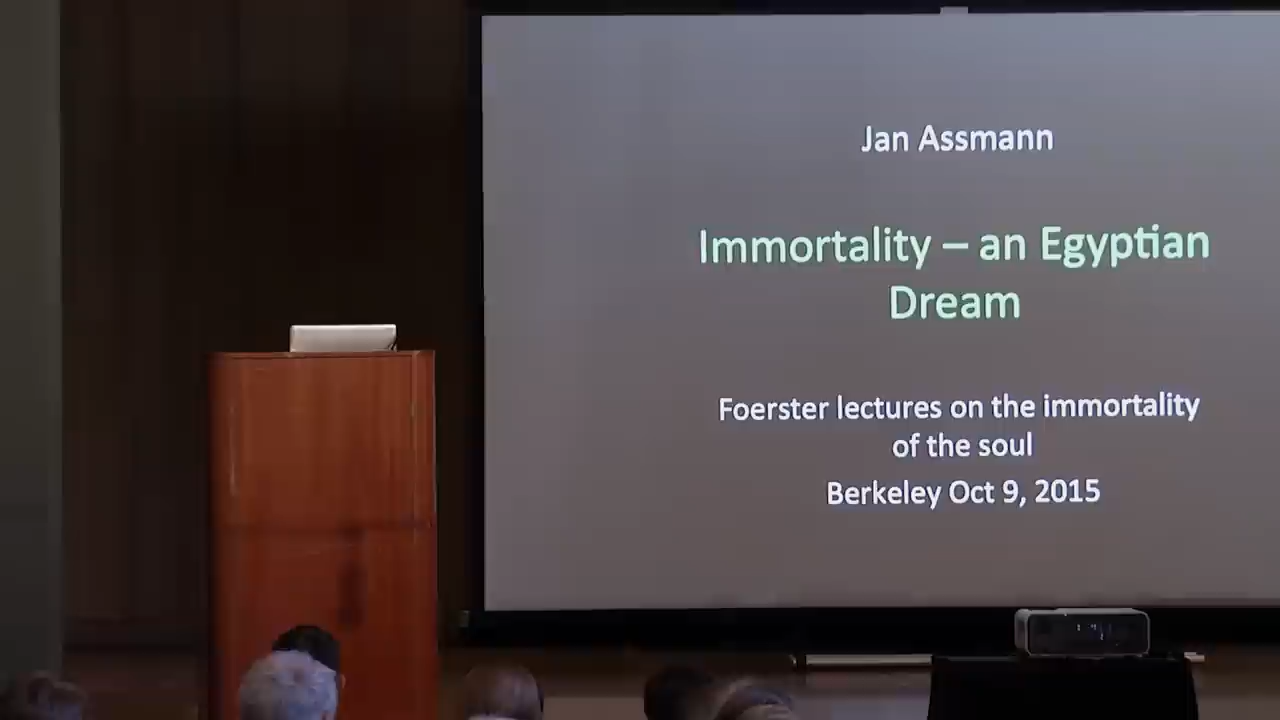 Jan Assmann
Immortality – an Egyptian
Dream
Foerster lectures on the immortality
of the soul
Berkeley Oct 9, 2015